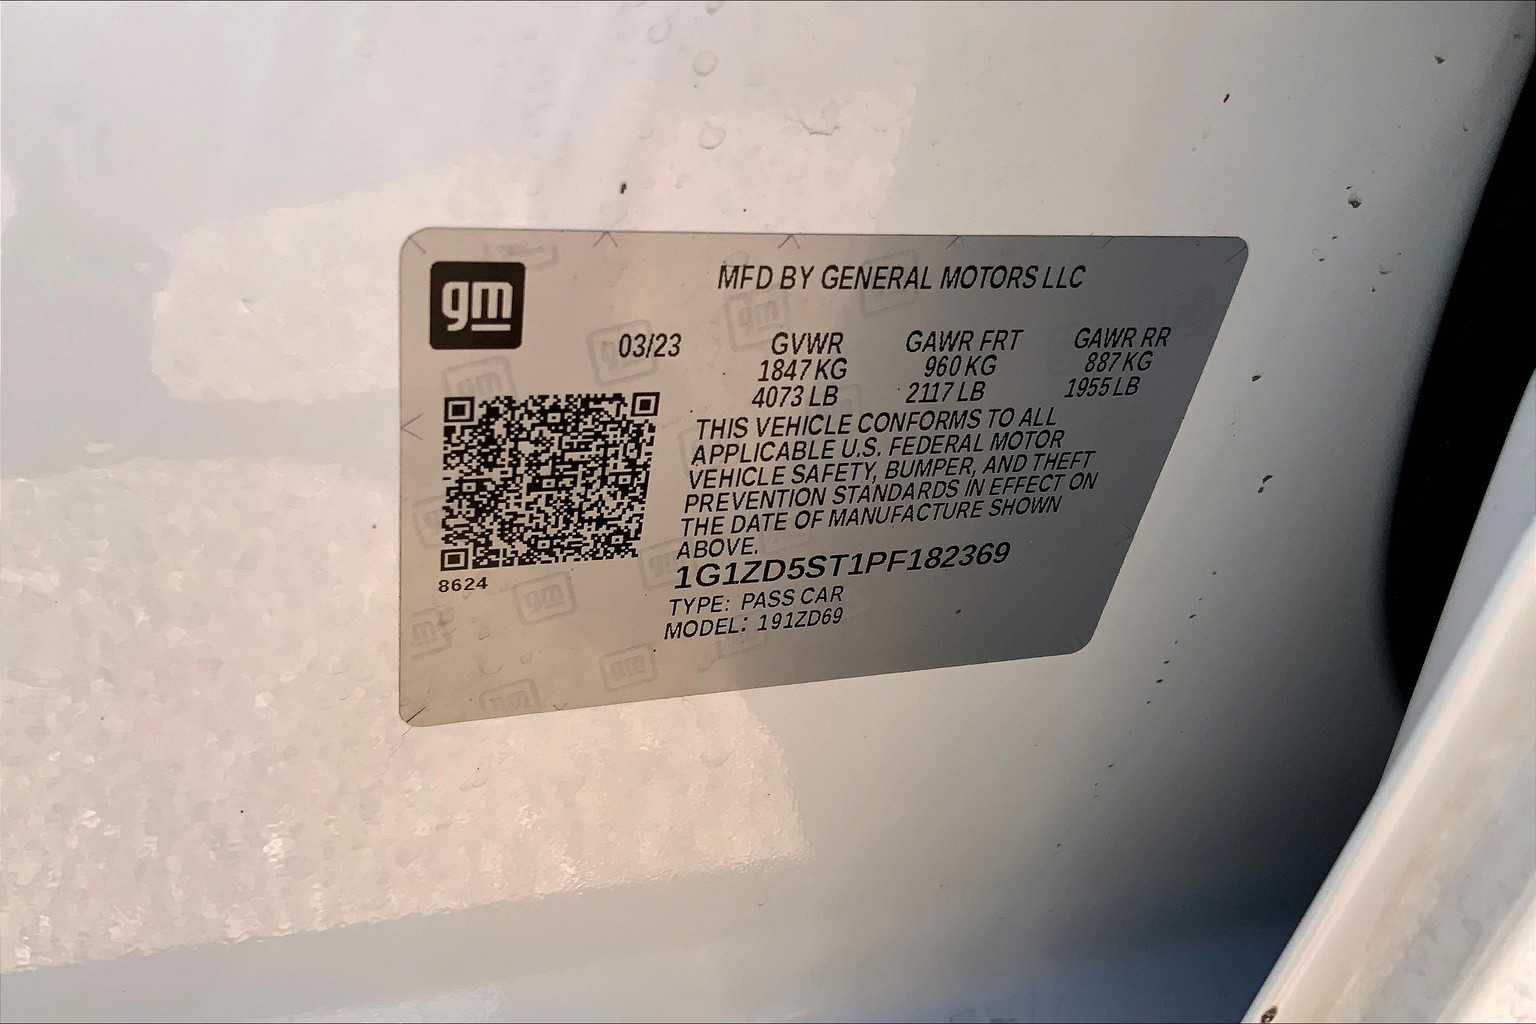 gm
MFD BY GENERAL MOTORS LLC
03/23 GVWR GAWR FRT GAWR RR
1847 KG 960 KG 887 KG
4073 LB 2117 LB 1955 LB
THIS VEHICLE CONFORMS TO ALL
APPLICABLE U.S. FEDERAL MOTOR
VEHICLE SAFETY, BUMPER, AND THEFT
PREVENTION STANDARDS IN EFFECT ON
THE DATE OF MANUFACTURE SHOWN
ABOVE.
1G1ZD5ST1PF182369
TYPE: PASS CAR
MODEL: 191ZD69
8624